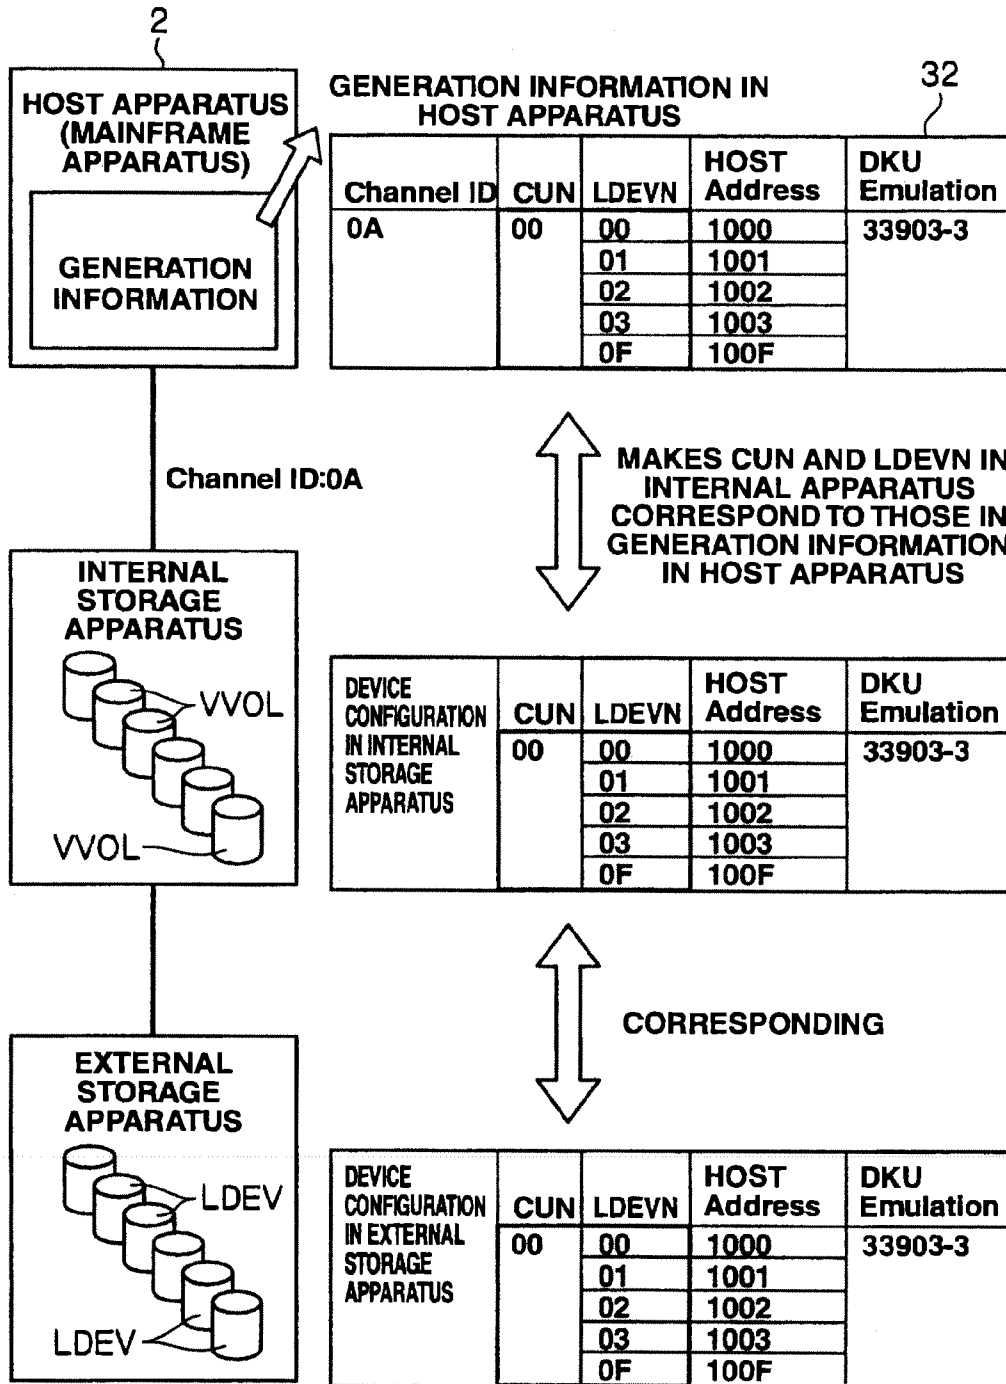 2
HOST APPARATUS
(MAINFRAME
APPARATUS)
GENERATION
INFORMATION
GENERATION INFORMATION IN
HOST APPARATUS
32
Channel ID CUN LDEVN HOST Address DKU Emulation
0A 00 00 1000 33903-3
01 1001
02 1002
03 1003
0F 100F
Channel ID:0A
MAKES CUN AND LDEVN IN
INTERNAL APPARATUS
CORRESPOND TO THOSE IN
GENERATION INFORMATION
IN HOST APPARATUS
INTERNAL
STORAGE
APPARATUS
VVOL
VVOL
DEVICE
CONFIGURATION
IN INTERNAL
STORAGE
APPARATUS
CUN LDEVN HOST Address DKU Emulation
00 00 1000 33903-3
01 1001
02 1002
03 1003
0F 100F
CORRESPONDING
EXTERNAL
STORAGE
APPARATUS
LDEV
LDEV
DEVICE
CONFIGURATION
IN EXTERNAL
STORAGE
APPARATUS
CUN LDEVN HOST Address DKU Emulation
00 00 1000 33903-3
01 1001
02 1002
03 1003
0F 100F